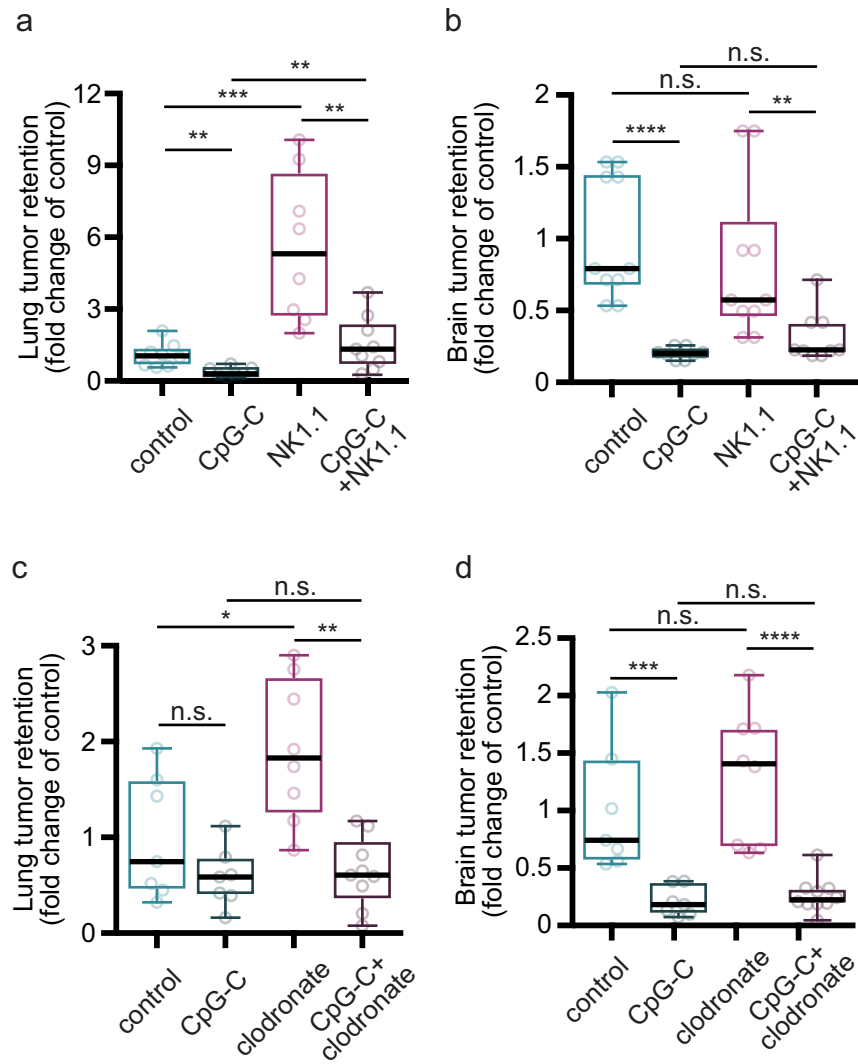 a
**
***
**
**
12
9
6
3
0
Lung tumor retention
(fold change of control)
control
CpG-C
NK1.1
CpG-C
+NK1.1
b
n.s.
n.s.
**
****
2
1.5
1
0.5
0
Brain tumor retention
(fold change of control)
control
CpG-C
NK1.1
CpG-C
+NK1.1
c
n.s.
*
**
n.s.
3
2
1
0
Lung tumor retention
(fold change of control)
control
CpG-C
clodronate
CpG-C+
clodronate
d
n.s.
n.s.
****
***
2.5
2
1.5
1
0.5
0
Brain tumor retention
(fold change of control)
control
CpG-C
clodronate
CpG-C+
clodronate